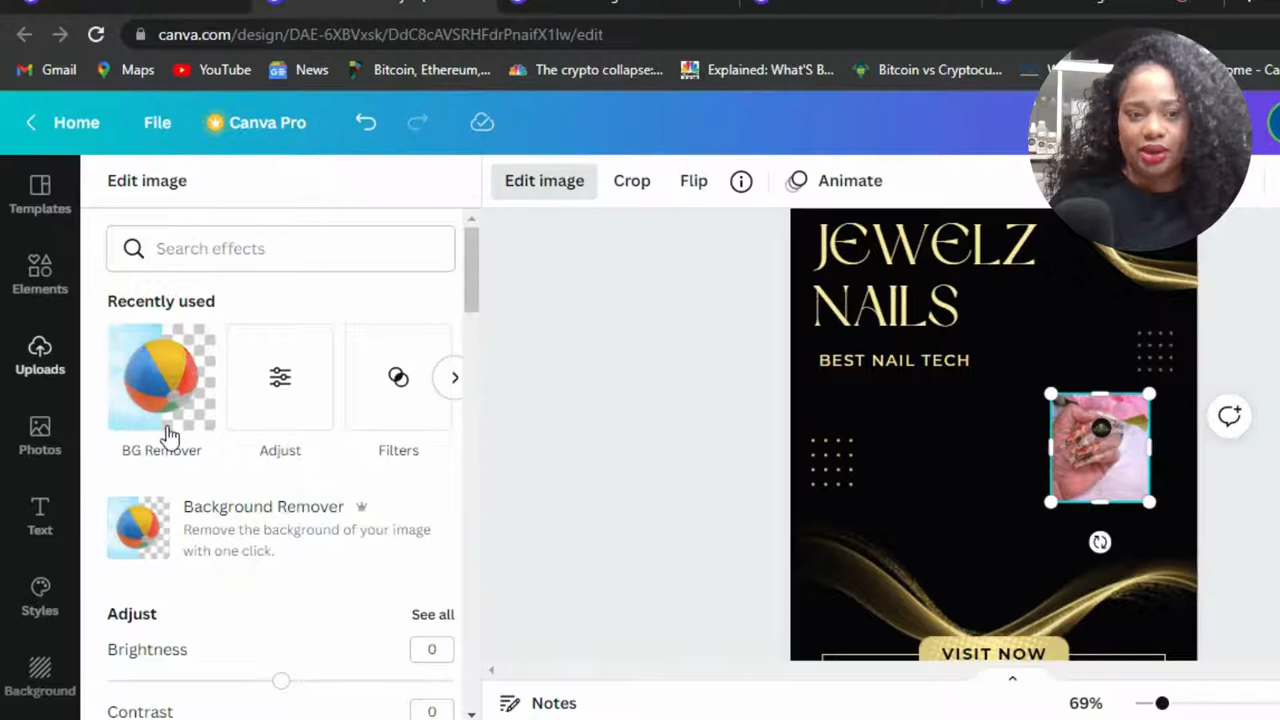 canva.com/design/DAE-6XBVxsk/DdC8cAVSRHFdrPnaifX1Iw/edit
Gmail Maps YouTube News Bitcoin, Ethereum,... The crypto collapse:... Explained: What'S B... Bitcoin vs Cryptocu...
Home File Canva Pro
Templates
Elements
Uploads
Photos
Text
Styles
Background
Edit image
Search effects
Recently used
BG Remover Adjust Filters
Background Remover
Remove the background of your image
with one click.
Adjust See all
Brightness 0
Contrast 0
Edit image Crop Flip Animate
JEWELZ
NAILS
BEST NAIL TECH
VISIT NOW
Notes 69%